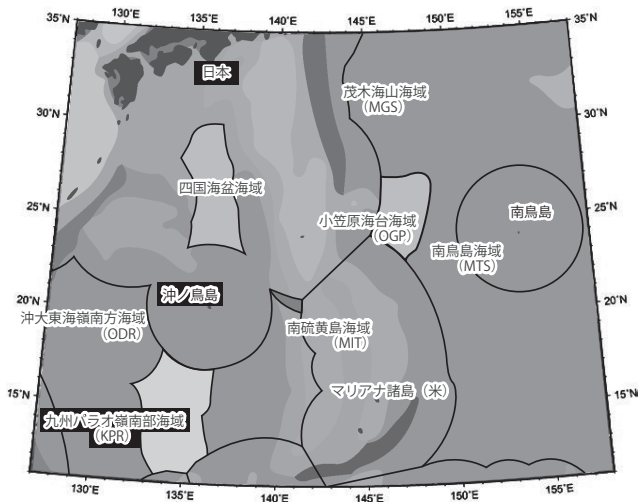 130°E 135°E 140°E 145°E 150°E 155°E
35°N 35°N
日本
茂木海山海域
(MGS)
30°N 30°N
四国海盆海域
小笠原海台海域
(OGP)
南鳥島
25°N 25°N
南鳥島海域
(MTS)
沖ノ鳥島
20°N 20°N
沖大東海嶺南方海域
(ODR)
南硫黄島海域
(MIT)
マリアナ諸島（米）
15°N 15°N
九州パラオ嶺南部海域
(KPR)
130°E 135°E 140°E 145°E 150°E 155°E